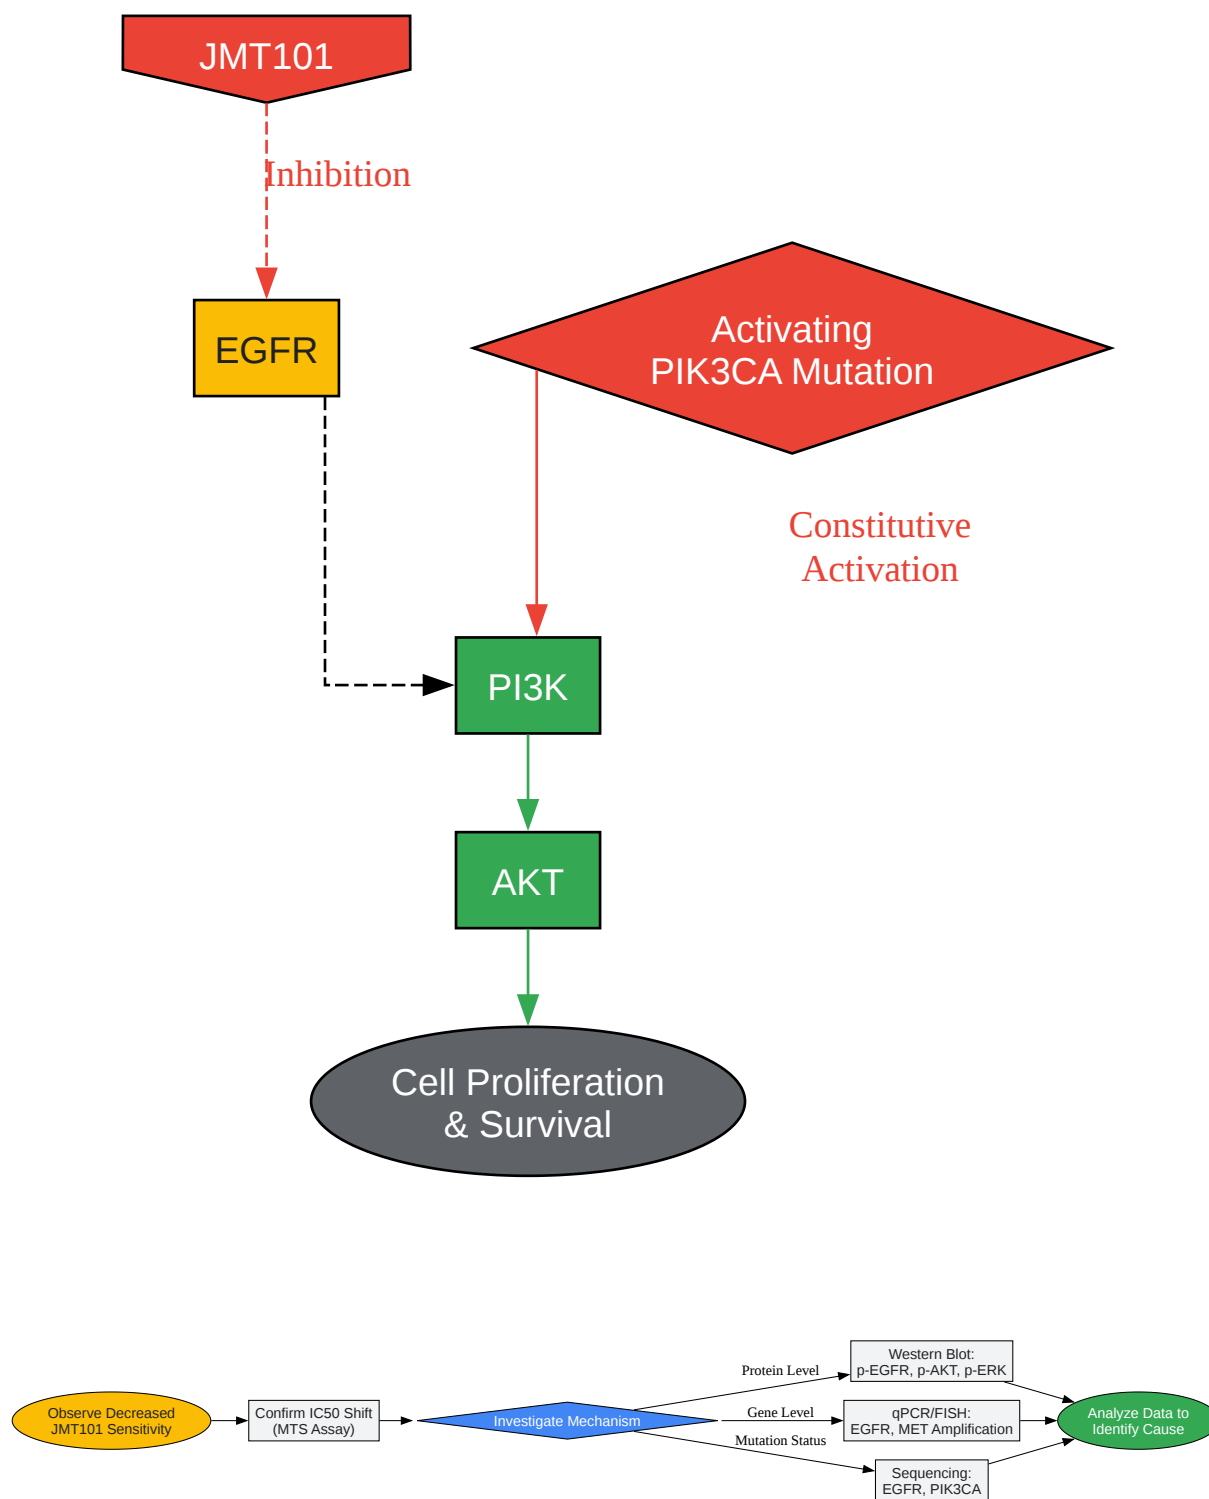 JMT101
Inhibition
EGFR
Activating
PIK3CA Mutation
Constitutive
Activation
PI3K
AKT
Cell Proliferation
& Survival
Observe Decreased
JMT101 Sensitivity
Confirm IC50 Shift
(MTS Assay)
Investigate Mechanism
Protein Level
Gene Level
Mutation Status
Western Blot:
p-EGFR, p-AKT, p-ERK
qPCR/FISH:
EGFR, MET Amplification
Sequencing:
EGFR, PIK3CA
Analyze Data to
Identify Cause